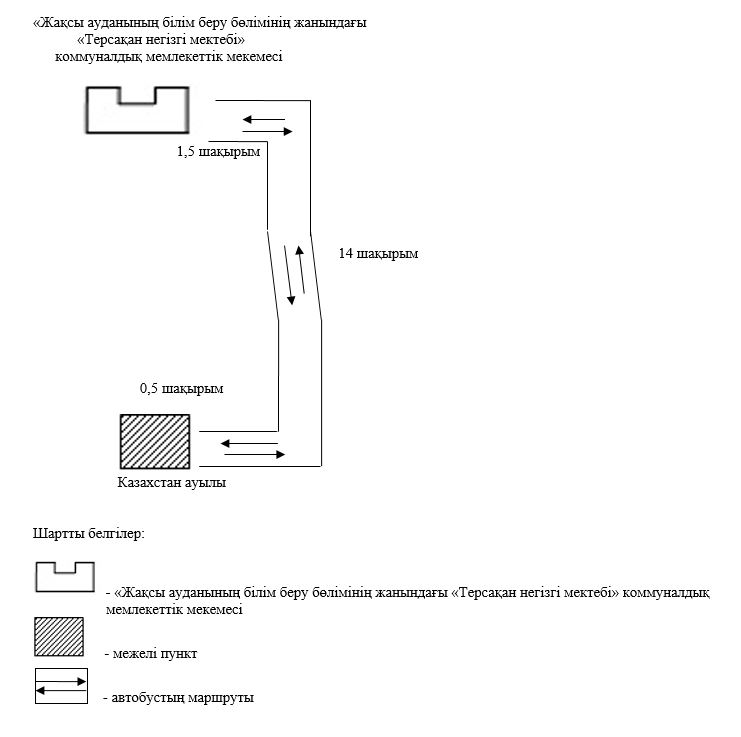 «Жақсы ауданының білім беру бөлімінің жанындағы
«Терсақан негізгі мектебі»
коммуналдық мемлекеттік мекемесі
1,5 шақырым
14 шақырым
0,5 шақырым
Казахстан ауылы
Шартты белгілер:
- «Жақсы ауданының білім беру бөлімінің жанындағы «Терсақан негізгі мектебі» коммуналдық
мемлекеттік мекемесі
- межелі пункт
- автобустың маршруты